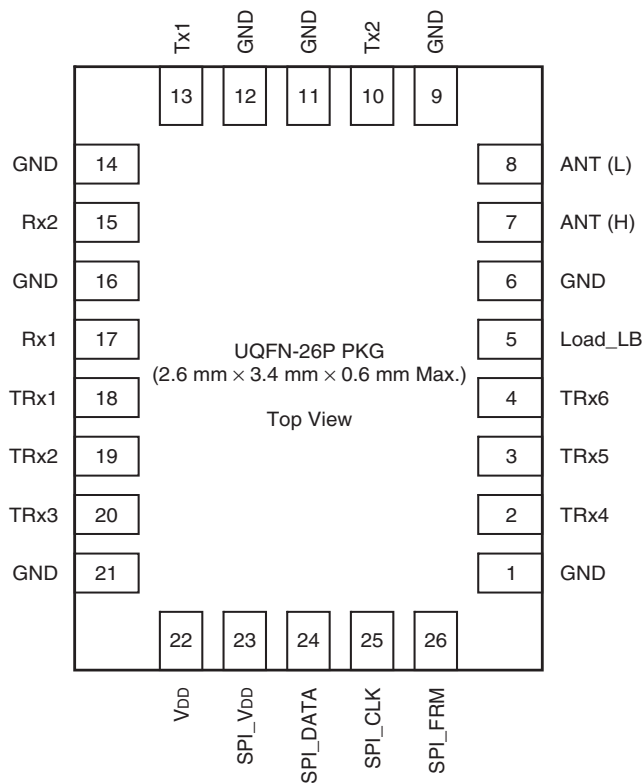 Tx1 GND GND Tx2 GND
13 12 11 10 9
GND 14 8 ANT (L)
Rx2 15 7 ANT (H)
GND 16 6 GND
Rx1 17 5 Load_LB
UQFN-26P PKG
(2.6 mm × 3.4 mm × 0.6 mm Max.)
TRx1 18 4 TRx6
Top View
TRx2 19 3 TRx5
TRx3 20 2 TRx4
GND 21 1 GND
22 23 24 25 26
VDD SPI_VDD SPI_DATA SPI_CLK SPI_FRM